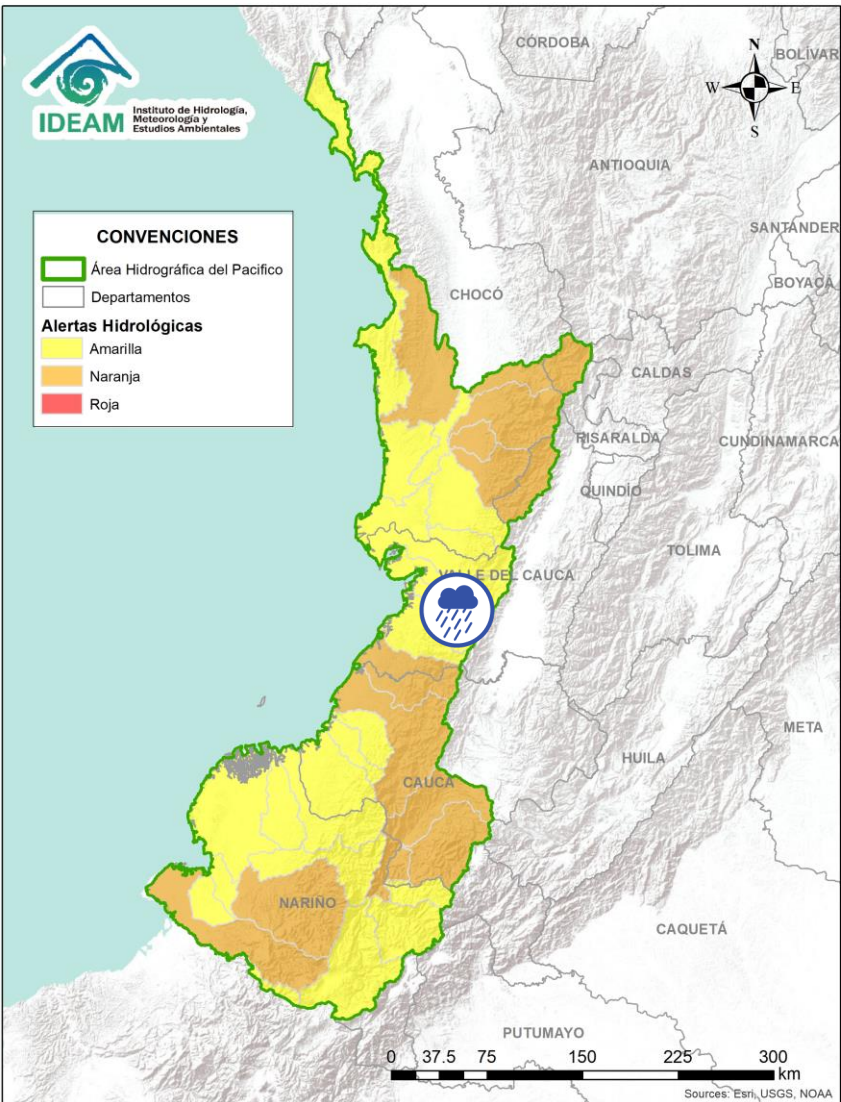 IDEAM
Instituto de Hidrología,
Meteorología y
Estudios Ambientales
N
W
E
S
CÓRDOBA
BOLÍVAR
ANTIOQUIA
SANTANDER
BOYACÁ
CHOCÓ
CONVENCIONES
Área Hidrográfica del Pacifico
Departamentos
Alertas Hidrológicas
Amarilla
Naranja
Roja
CALDAS
RISARALDA
CUNDINAMARCA
QUINDÍO
TOLIMA
VALLE DEL CAUCA
META
HUILA
CAUCA
NARIÑO
CAQUETÁ
PUTUMAYO
0 37.5 75 150 225 300
km
Sources: Esri, USGS, NOAA